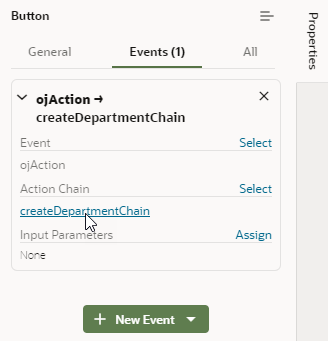 Button
General Events (1) All
ojAction →
createDepartmentChain
Event Select
ojAction
Action Chain Select
createDepartmentChain
Input Parameters Assign
None
New Event
Properties